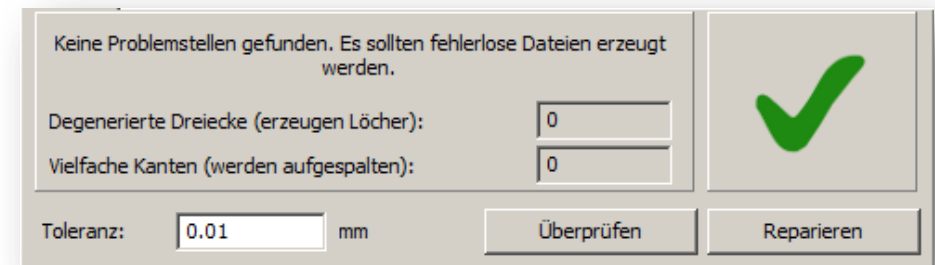 Keine Problemstellen gefunden. Es sollten fehlerlose Dateien erzeugt
werden.
Degenerierte Dreiecke (erzeugen Löcher): 0
Vielfache Kanten (werden aufgespalten): 0
Toleranz: 0.01 mm Überprüfen Reparieren